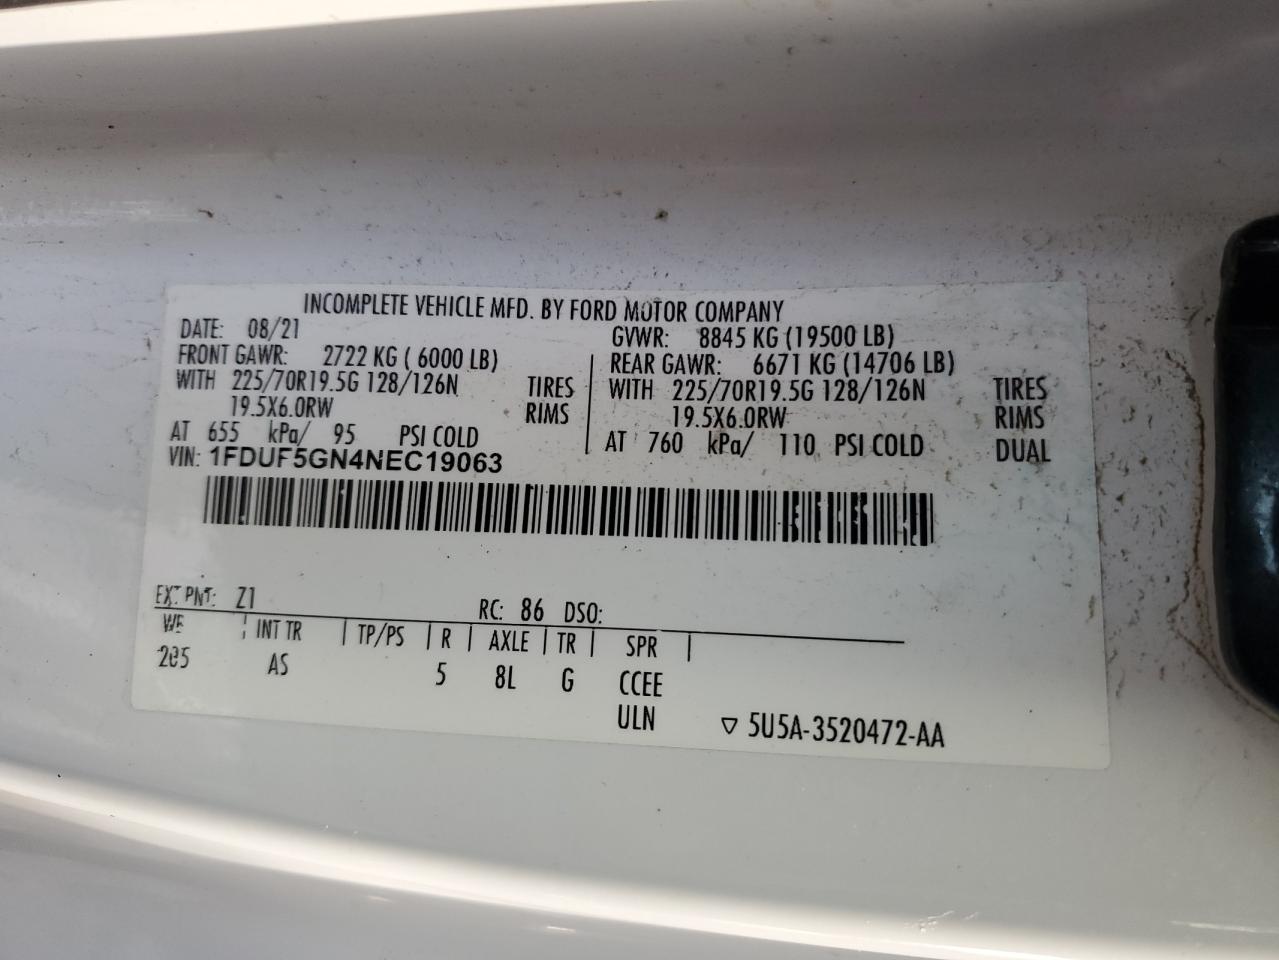 INCOMPLETE VEHICLE MFD. BY FORD MOTOR COMPANY
DATE: 08/21 GVWR: 8845 KG (19500 LB)
FRONT GAWR: 2722 KG ( 6000 LB) REAR GAWR: 6671 KG (14706 LB)
WITH 225/70R19.5G 128/126N TIRES WITH 225/70R19.5G 128/126N TIRES
19.5X6.0RW RIMS 19.5X6.0RW RIMS
AT 655 kPa/ 95 PSI COLD AT 760 kPa/ 110 PSI COLD DUAL
VIN: 1FDUF5GN4NEC19063
EXT PNT: Z1 RC: 86 DSO:
WB INT TR TP/PS R AXLE TR SPR
205 AS 5 8L G CCEE
ULN ▽ 5U5A-3520472-AA